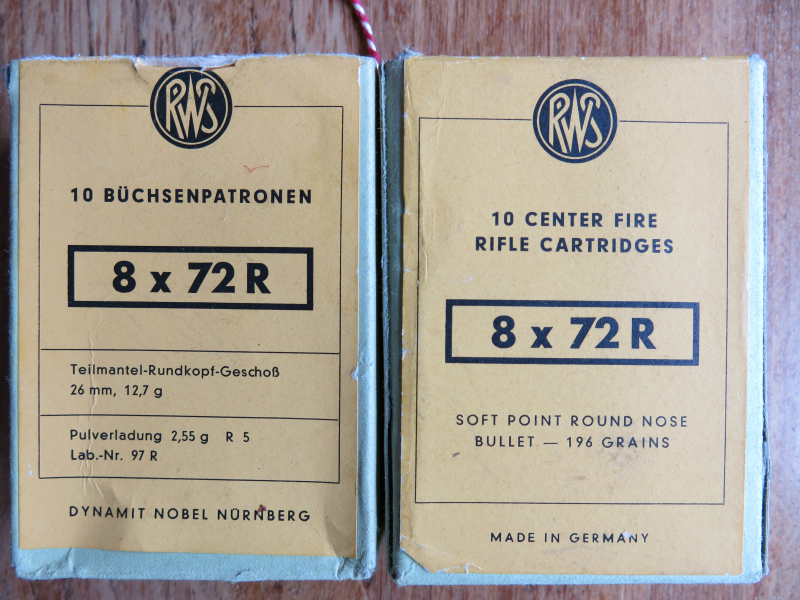 RWS
10 BÜCHSENPATRONEN
8 x 72 R
Teilmantel-Rundkopf-Geschoß
26 mm, 12,7 g
Pulverladung 2,55 g R 5
Lab.-Nr. 97 R
DYNAMIT NOBEL NÜRNBERG
RWS
10 CENTER FIRE
RIFLE CARTRIDGES
8 x 72 R
SOFT POINT ROUND NOSE
BULLET — 196 GRAINS
MADE IN GERMANY